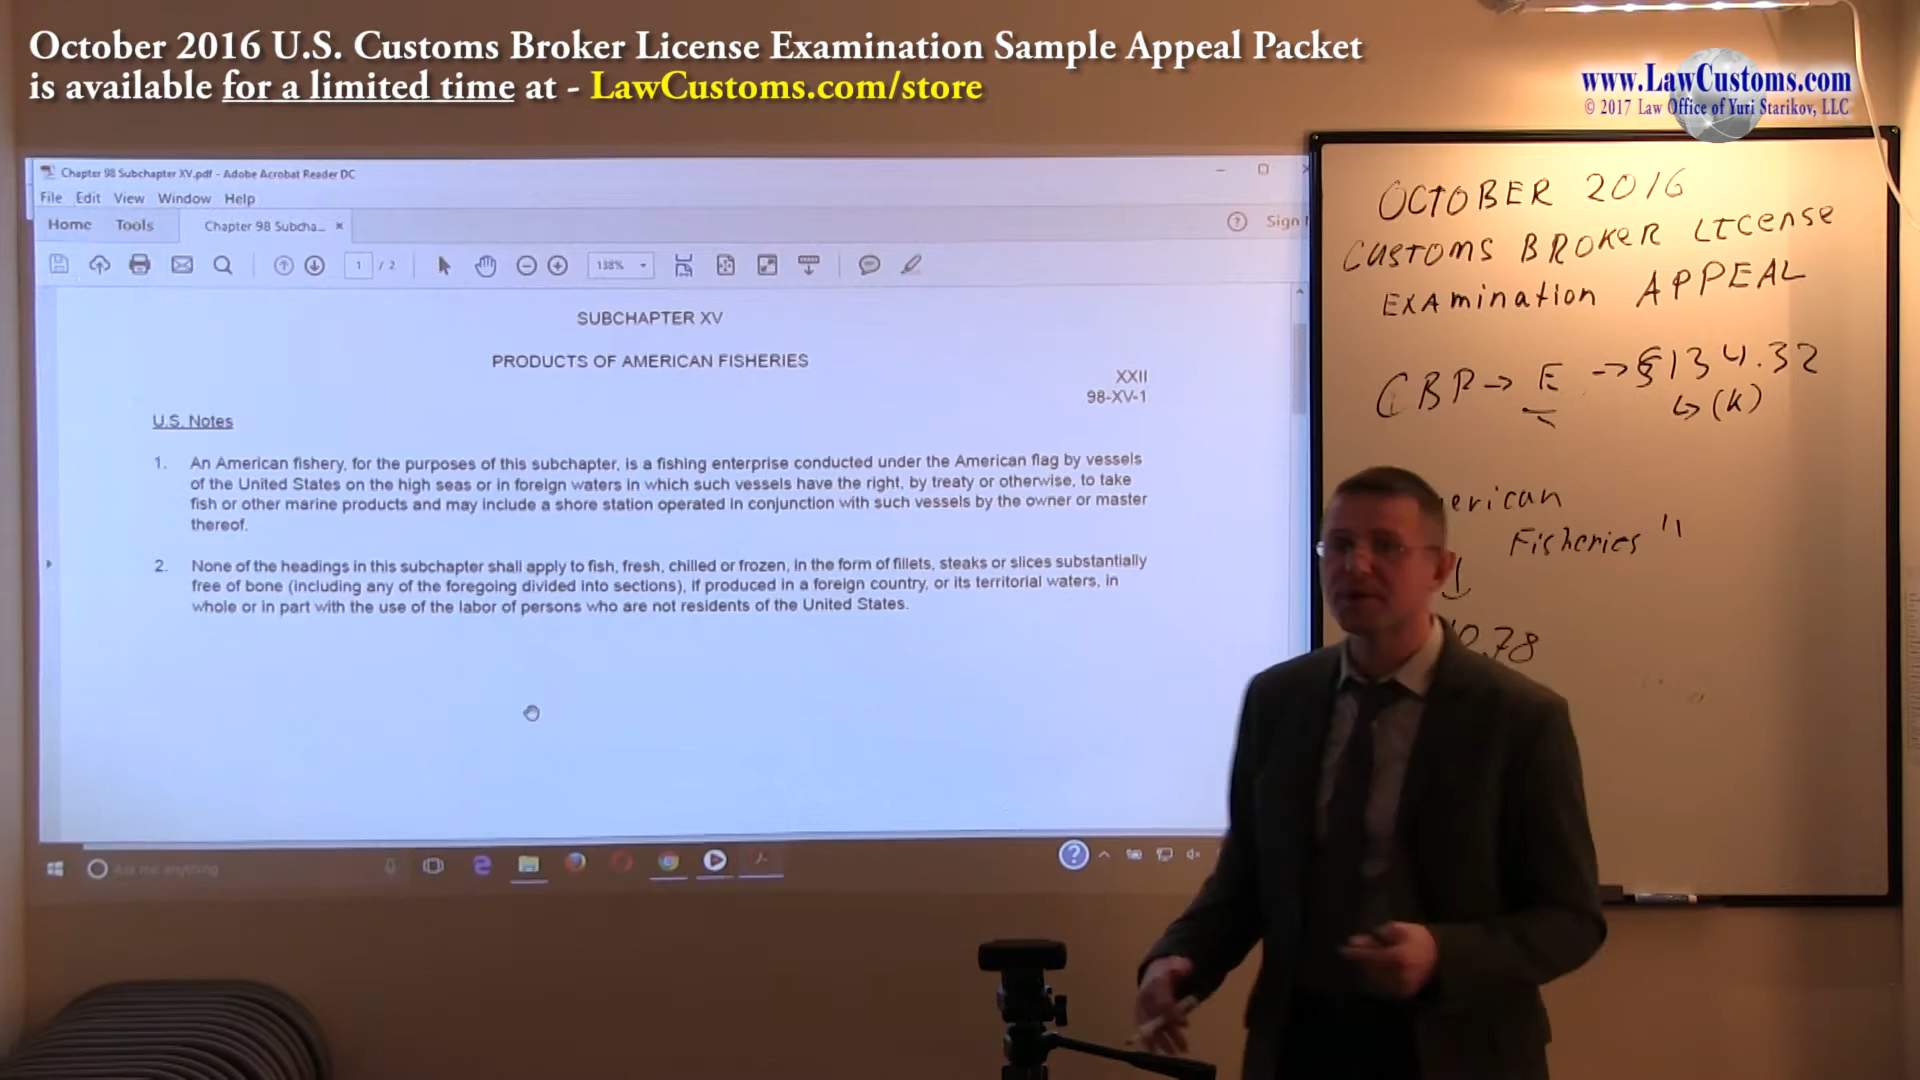 October 2016 U.S. Customs Broker License Examination Sample Appeal Packet
is available for a limited time at - LawCustoms.com/store
www.LawCustoms.com
© 2017 Law Office of Yuri Starikov, LLC
Chapter 98 Subchapter XV.pdf - Adobe Acrobat Reader DC
File Edit View Window Help
Home Tools Chapter 98 Subcha... ×
Sign
1 / 2
138%
SUBCHAPTER XV
PRODUCTS OF AMERICAN FISHERIES
XXII
98-XV-1
U.S. Notes
1. An American fishery, for the purposes of this subchapter, is a fishing enterprise conducted under the American flag by vessels
of the United States on the high seas or in foreign waters in which such vessels have the right, by treaty or otherwise, to take
fish or other marine products and may include a shore station operated in conjunction with such vessels by the owner or master
thereof.
2. None of the headings in this subchapter shall apply to fish, fresh, chilled or frozen, in the form of fillets, steaks or slices substantially
free of bone (including any of the foregoing divided into sections), if produced in a foreign country, or its territorial waters, in
whole or in part with the use of the labor of persons who are not residents of the United States.
Ask me anything
OCTOBER 2016
CUSTOMS BROKER LICense
EXAmination APPEAL
CBP → E → §134.32
↳ (k)
erican
Fisheries"
.78